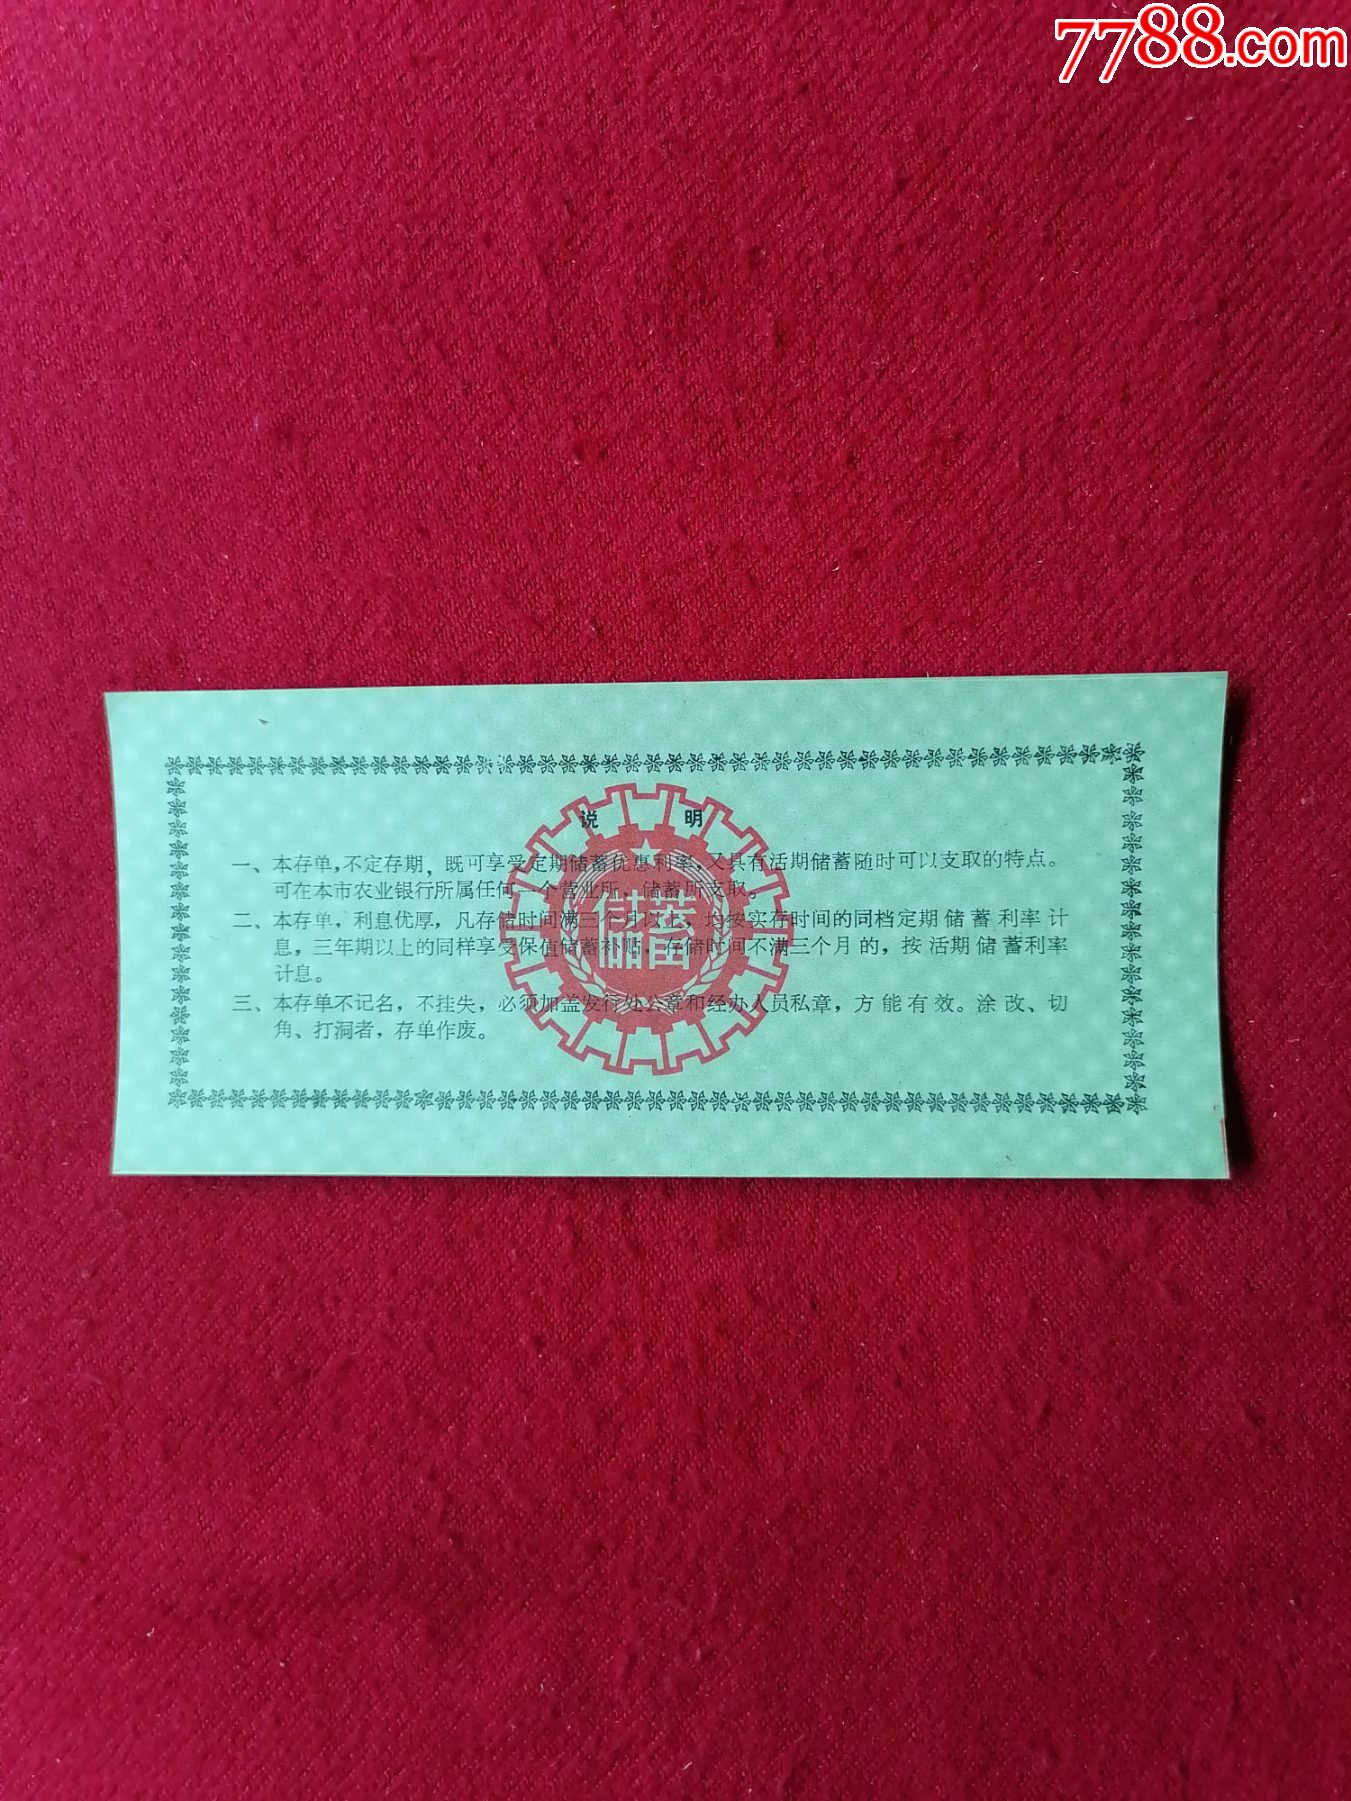 7788.com
说 明
一、本存单,不定存期,既可享受定期储蓄优惠利率,又具有活期储蓄随时可以支取的特点。
可在本市农业银行所属任何一个营业所、储蓄所支取。
二、本存单,利息优厚,凡存储时间满三个月以上,均按实存时间的同档定期储蓄利率计
息,三年期以上的同样享受保值储蓄补贴,存储时间不满三个月的,按活期储蓄利率
计息。
三、本存单不记名,不挂失,必须加盖发行处公章和经办人员私章,方能有效。涂改、切
角、打洞者,存单作废。
储蓄